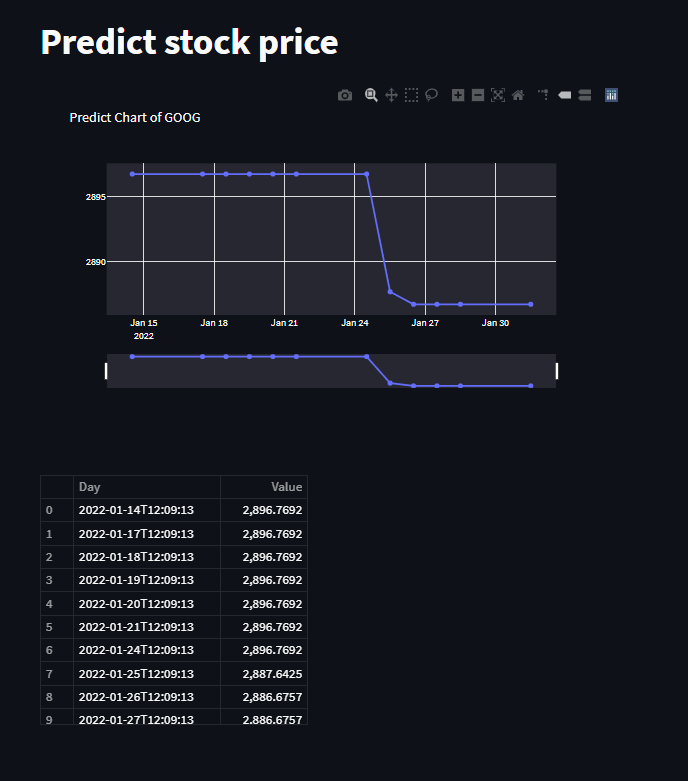 Predict stock price
Predict Chart of GOOG
2895
2890
Jan 15 Jan 18 Jan 21 Jan 24 Jan 27 Jan 30
2022
Day Value
0 2022-01-14T12:09:13 2,896.7692
1 2022-01-17T12:09:13 2,896.7692
2 2022-01-18T12:09:13 2,896.7692
3 2022-01-19T12:09:13 2,896.7692
4 2022-01-20T12:09:13 2,896.7692
5 2022-01-21T12:09:13 2,896.7692
6 2022-01-24T12:09:13 2,896.7692
7 2022-01-25T12:09:13 2,887.6425
8 2022-01-26T12:09:13 2,886.6757
9 2022-01-27T12:09:13 2,886.6757